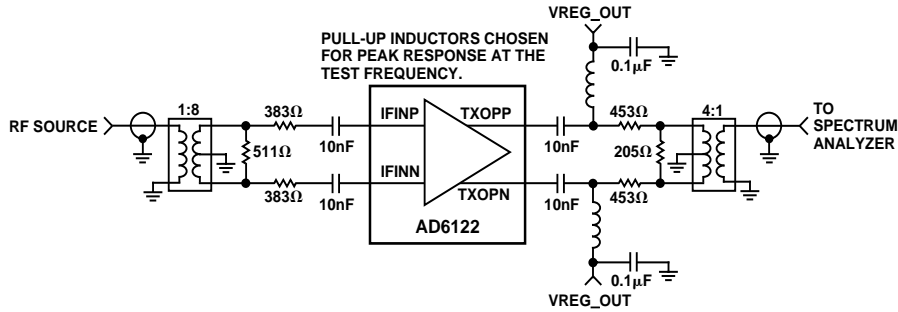 VREG_OUT
PULL-UP INDUCTORS CHOSEN
FOR PEAK RESPONSE AT THE
TEST FREQUENCY.
0.1μF
1:8
383Ω
IFINP
TXOPP
453Ω
4:1
RF SOURCE
TO
SPECTRUM
ANALYZER
10nF
10nF
511Ω
205Ω
IFINN
TXOPN
383Ω
10nF
10nF
453Ω
AD6122
0.1μF
VREG_OUT